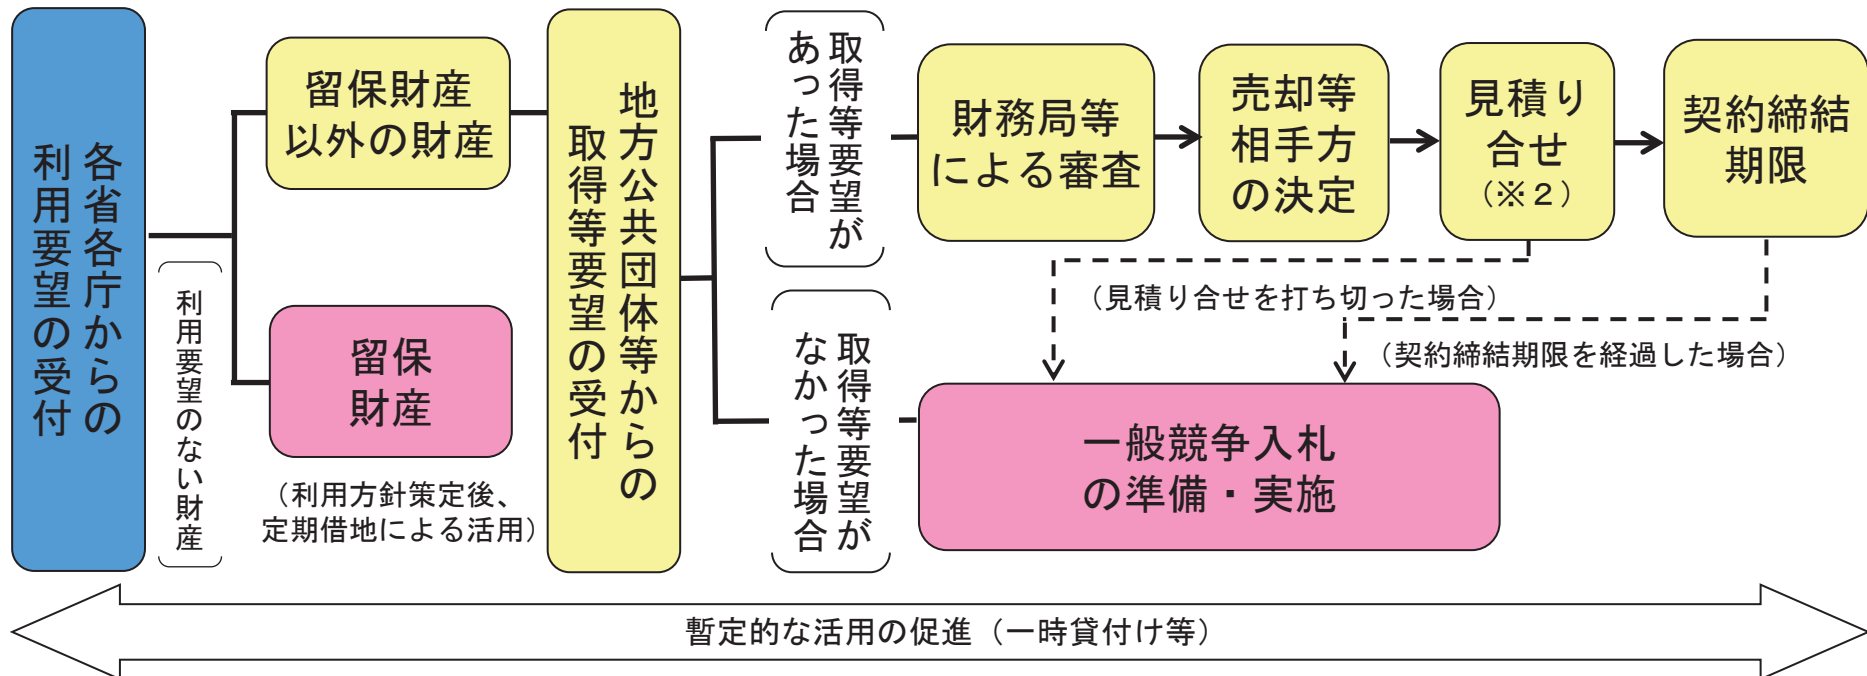 各省各庁からの
利用要望の受付
利用要望のない財産
留保財産
以外の財産
留保
財産
（利用方針策定後、
定期借地による活用）
地方公共団体等からの
取得等要望の受付
取得等要望が
あった場合
取得等要望が
なかった場合
財務局等
による審査
売却等
相手方
の決定
見積り
合せ
（※２）
契約締結
期限
（見積り合せを打ち切った場合）
（契約締結期限を経過した場合）
一般競争入札
の準備・実施
暫定的な活用の促進（一時貸付け等）